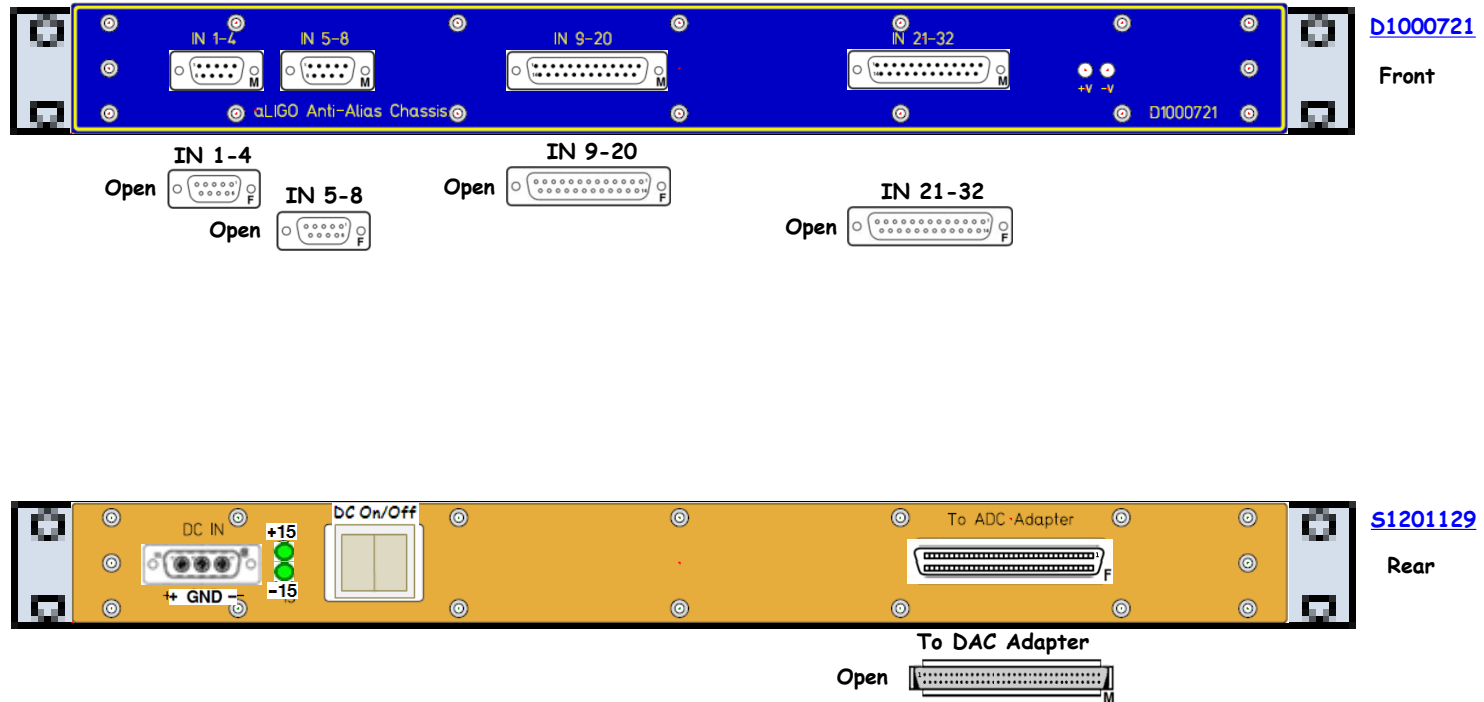 D1000721
IN 1-4 IN 5-8 IN 9-20 IN 21-32
M M M M
+V -V
Front
aLIGO Anti-Alias Chassis D1000721
IN 1-4
Open F
IN 5-8
Open F
IN 9-20
Open F
IN 21-32
Open F
S1201129
DC IN +15 DC On/Off To ADC Adapter
1
F
Rear
+ GND - -15
To DAC Adapter
Open 1
M